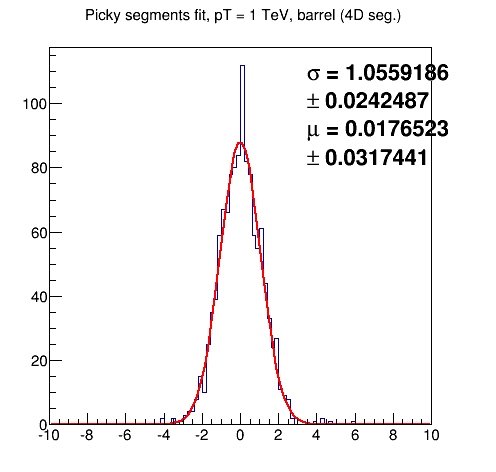 Picky segments fit, pT = 1 TeV, barrel (4D seg.)
σ = 1.0559186
± 0.0242487
μ = 0.0176523
± 0.0317441
100
80
60
40
20
0
-10 -8 -6 -4 -2 0 2 4 6 8 10